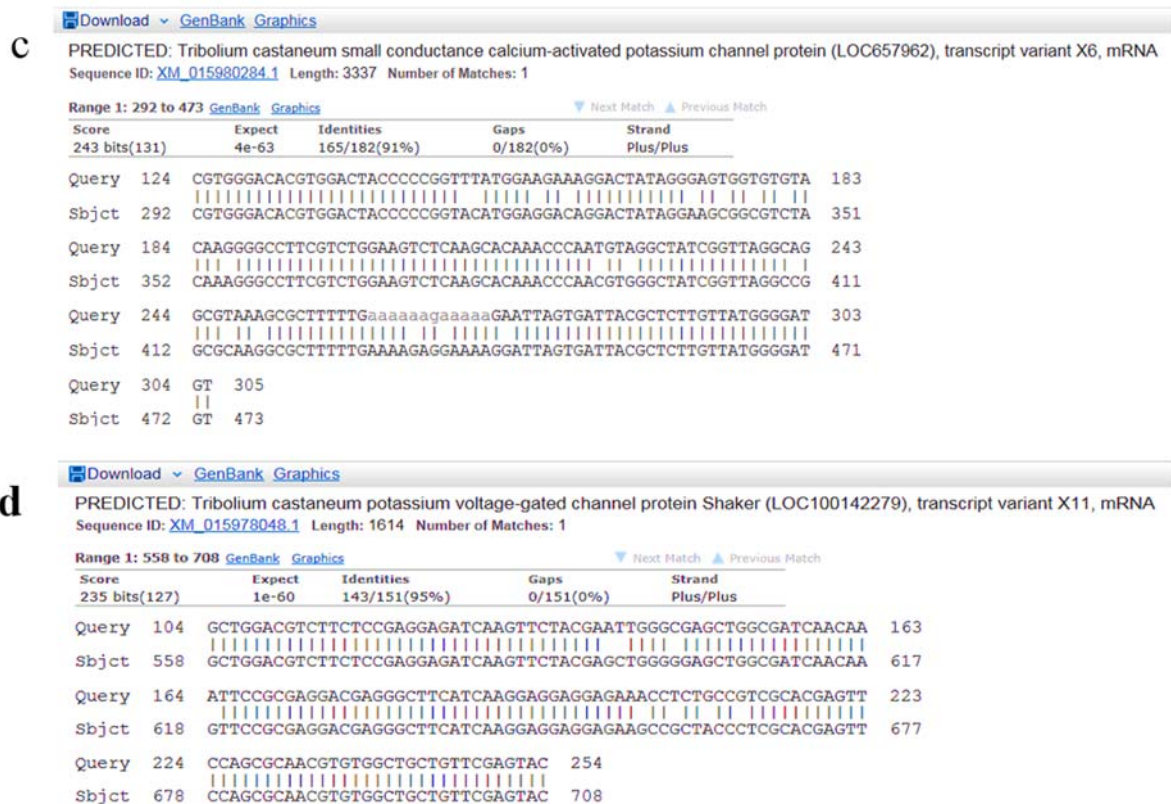 c
Download GenBank Graphics
PREDICTED: Tribolium castaneum small conductance calcium-activated potassium channel protein (LOC657962), transcript variant X6, mRNA
Sequence ID: XM_015980284.1 Length: 3337 Number of Matches: 1
Range 1: 292 to 473 GenBank Graphics Next Match Previous Match
Score Expect Identities Gaps Strand
243 bits(131) 4e-63 165/182(91%) 0/182(0%) Plus/Plus
Query 124 CGTGGGACACGTGGACTACCCCCGGTTTATGGAAGAAAGGACTATAGGGAGTGGTGTGTA 183
Sbjct 292 CGTGGGACACGTGGACTACCCCCGGTACATGGAGGACAGGACTATAGGAAGCGGCGTCTA 351
Query 184 CAAGGGGCCTTCGTCTGGAAGTCTCAAGCACAAACCCAATGTAGGCTATCGGTTAGGCAG 243
Sbjct 352 CAAAGGGCCTTCGTCTGGAAGTCTCAAGCACAAACCCAACGTGGGCTATCGGTTAGGCCG 411
Query 244 GCGTAAAGCGCTTTTTGaaaaaagaaaaaGAATTAGTGATTACGCTCTTGTTATGGGGAT 303
Sbjct 412 GCGCAAGGCGCTTTTTGAAAAGAGGAAAAGGATTAGTGATTACGCTCTTGTTATGGGGAT 471
Query 304 GT 305
Sbjct 472 GT 473
d
Download GenBank Graphics
PREDICTED: Tribolium castaneum potassium voltage-gated channel protein Shaker (LOC100142279), transcript variant X11, mRNA
Sequence ID: XM_015978048.1 Length: 1614 Number of Matches: 1
Range 1: 558 to 708 GenBank Graphics Next Match Previous Match
Score Expect Identities Gaps Strand
235 bits(127) 1e-60 143/151(95%) 0/151(0%) Plus/Plus
Query 104 GCTGGACGTCTTCTCCGAGGAGATCAAGTTCTACGAATTGGGCGAGCTGGCGATCAACAA 163
Sbjct 558 GCTGGACGTCTTCTCCGAGGAGATCAAGTTCTACGAGCTGGGGGAGCTGGCGATCAACAA 617
Query 164 ATTCCGCGAGGACGAGGGCTTCATCAAGGAGGAGGAGAAACCTCTGCCGTCGCACGAGTT 223
Sbjct 618 GTTCCGCGAGGACGAGGGCTTCATCAAGGAGGAGGAGAAGCCGCTACCCTCGCACGAGTT 677
Query 224 CCAGCGCAACGTGTGGCTGCTGTTCGAGTAC 254
Sbjct 678 CCAGCGCAACGTGTGGCTGCTGTTCGAGTAC 708